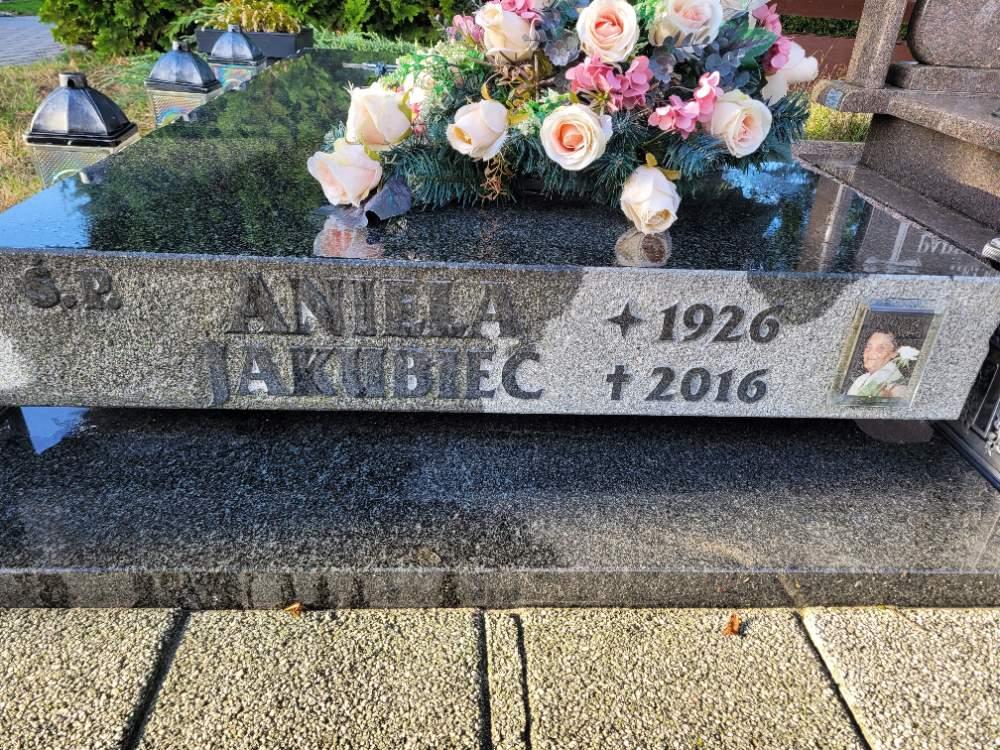 Ś.P. ANIELA ✦ 1926
JAKUBIEC ✝ 2016